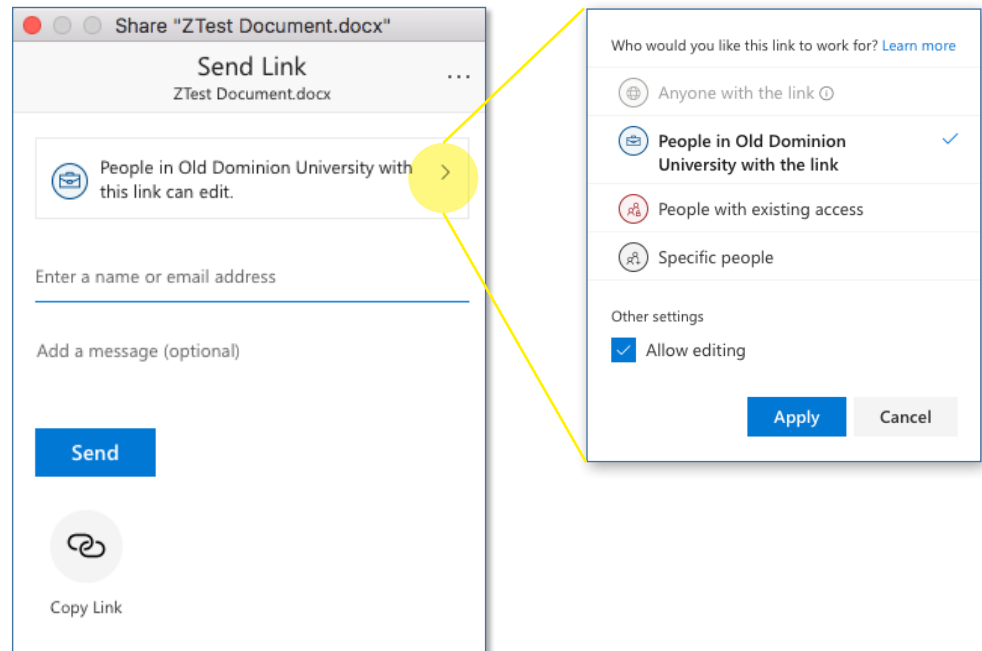 Share "ZTest Document.docx"
Send Link
...
ZTest Document.docx
People in Old Dominion University with
this link can edit.
Enter a name or email address
Add a message (optional)
Send
Copy Link
Who would you like this link to work for? Learn more
Anyone with the link
People in Old Dominion
University with the link
People with existing access
Specific people
Other settings
Allow editing
Apply Cancel